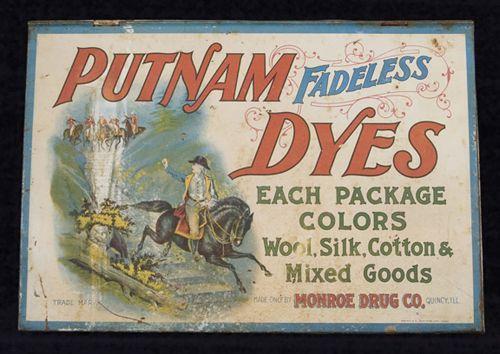 PUTNAM FADELESS
DYES
EACH PACKAGE
COLORS
Wool, Silk, Cotton &
Mixed Goods
TRADE MARK
MADE ONLY BY MONROE DRUG CO. QUINCY, ILL.